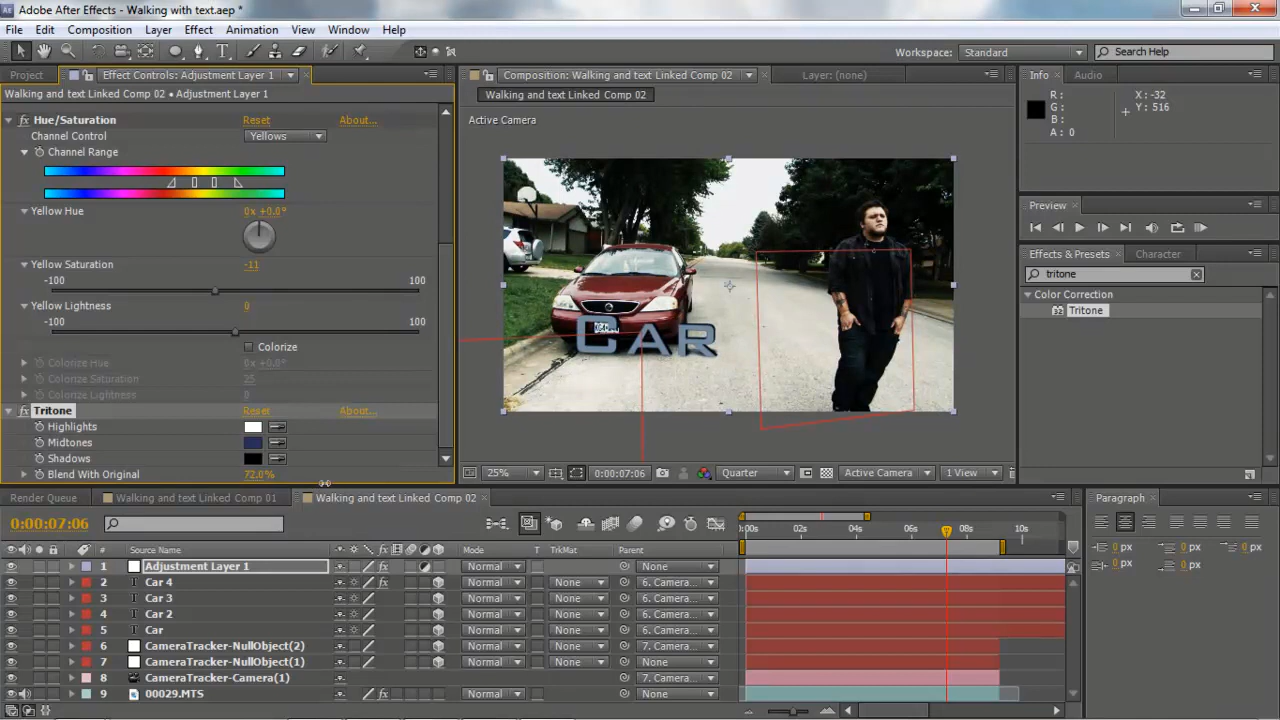 Adobe After Effects - Walking with text.aep *
File Edit Composition Layer Effect Animation View Window Help
Workspace: Standard Search Help
Project Effect Controls: Adjustment Layer 1
Walking and text Linked Comp 02 • Adjustment Layer 1
Hue/Saturation Reset About...
Channel Control Yellows
Channel Range
Yellow Hue 0x +0.0°
Yellow Saturation -11
-100 100
Yellow Lightness 0
-100 100
Colorize
Colorize Hue 0x +0.0°
Colorize Saturation 25
Colorize Lightness 0
Tritone Reset About...
Highlights
Midtones
Shadows
Blend With Original 72.0%
Composition: Walking and text Linked Comp 02 Layer: (none)
Walking and text Linked Comp 02
Active Camera
CAR
25% 0:00:07:06 Quarter Active Camera 1 View
Info Audio
R: X: -32
G: Y: 516
B:
A: 0
Preview
Effects & Presets Character
tritone
Color Correction
32 Tritone
Render Queue Walking and text Linked Comp 01 Walking and text Linked Comp 02
0:00:07:06
:00s 02s 04s 06s 08s 10s
# Source Name Mode T TrkMat Parent
1 Adjustment Layer 1 Normal None
2 Car 4 Normal None 6. Camera
3 Car 3 Normal None 6. Camera
4 Car 2 Normal None 6. Camera
5 Car Normal None 6. Camera
6 CameraTracker-NullObject(2) Normal None 7. Camera
7 CameraTracker-NullObject(1) Normal None None
8 CameraTracker-Camera(1) 7. Camera
9 00029.MTS Normal None None
Paragraph
0 px 0 px 0 px
0 px 0 px